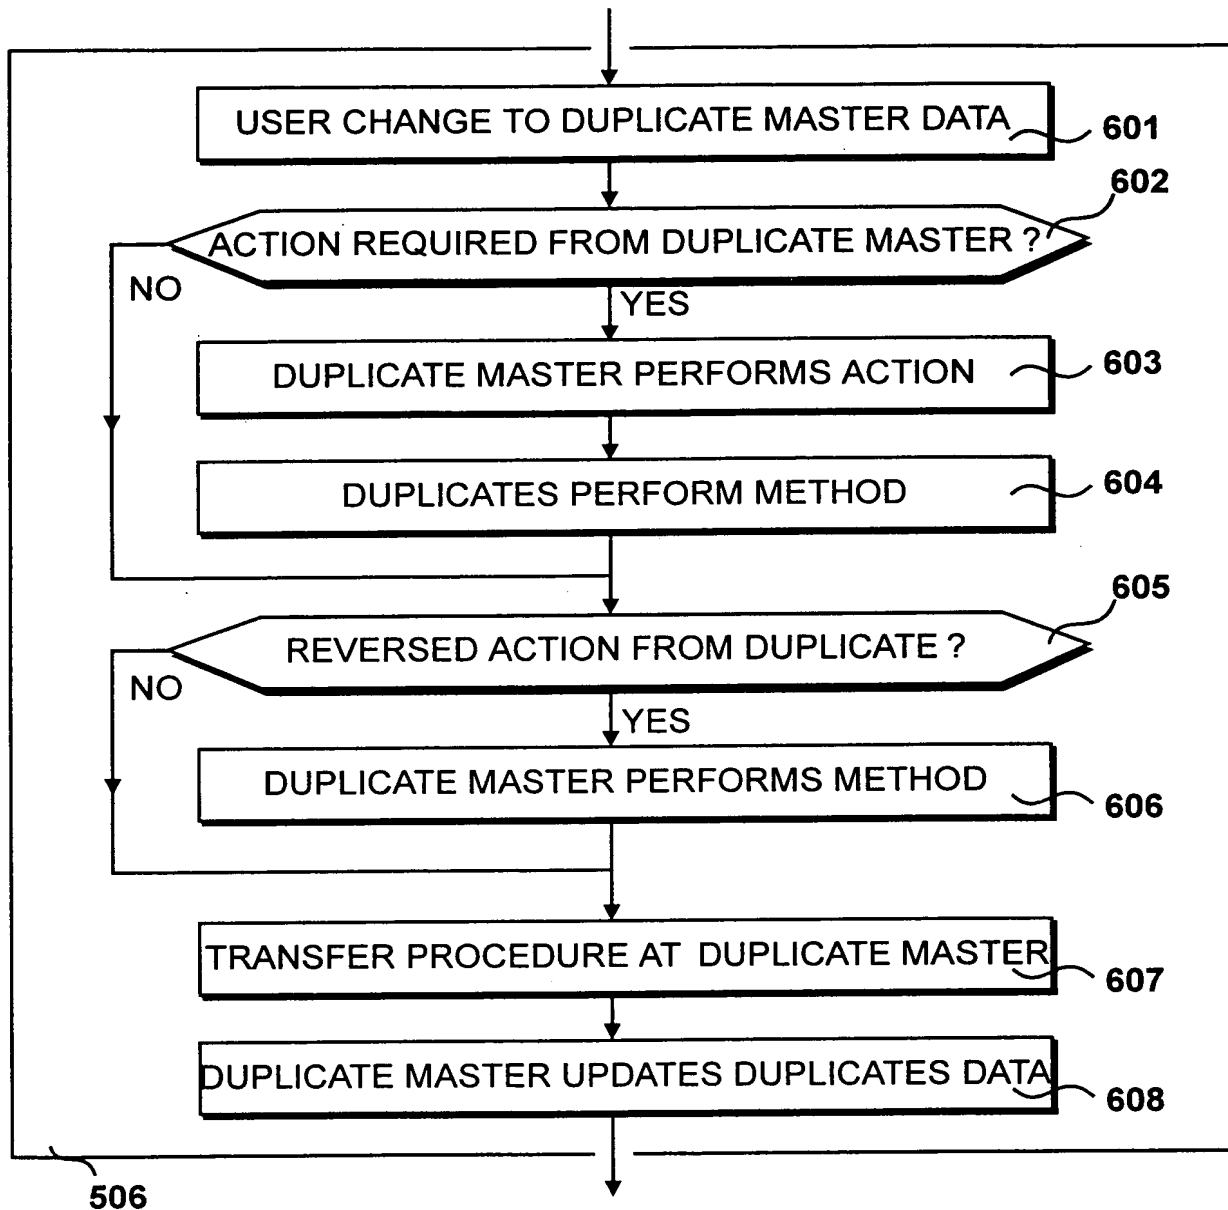 USER CHANGE TO DUPLICATE MASTER DATA
601
602
ACTION REQUIRED FROM DUPLICATE MASTER ?
NO
YES
DUPLICATE MASTER PERFORMS ACTION
603
DUPLICATES PERFORM METHOD
604
605
REVERSED ACTION FROM DUPLICATE ?
NO
YES
DUPLICATE MASTER PERFORMS METHOD
606
TRANSFER PROCEDURE AT DUPLICATE MASTER
607
DUPLICATE MASTER UPDATES DUPLICATES DATA
608
506